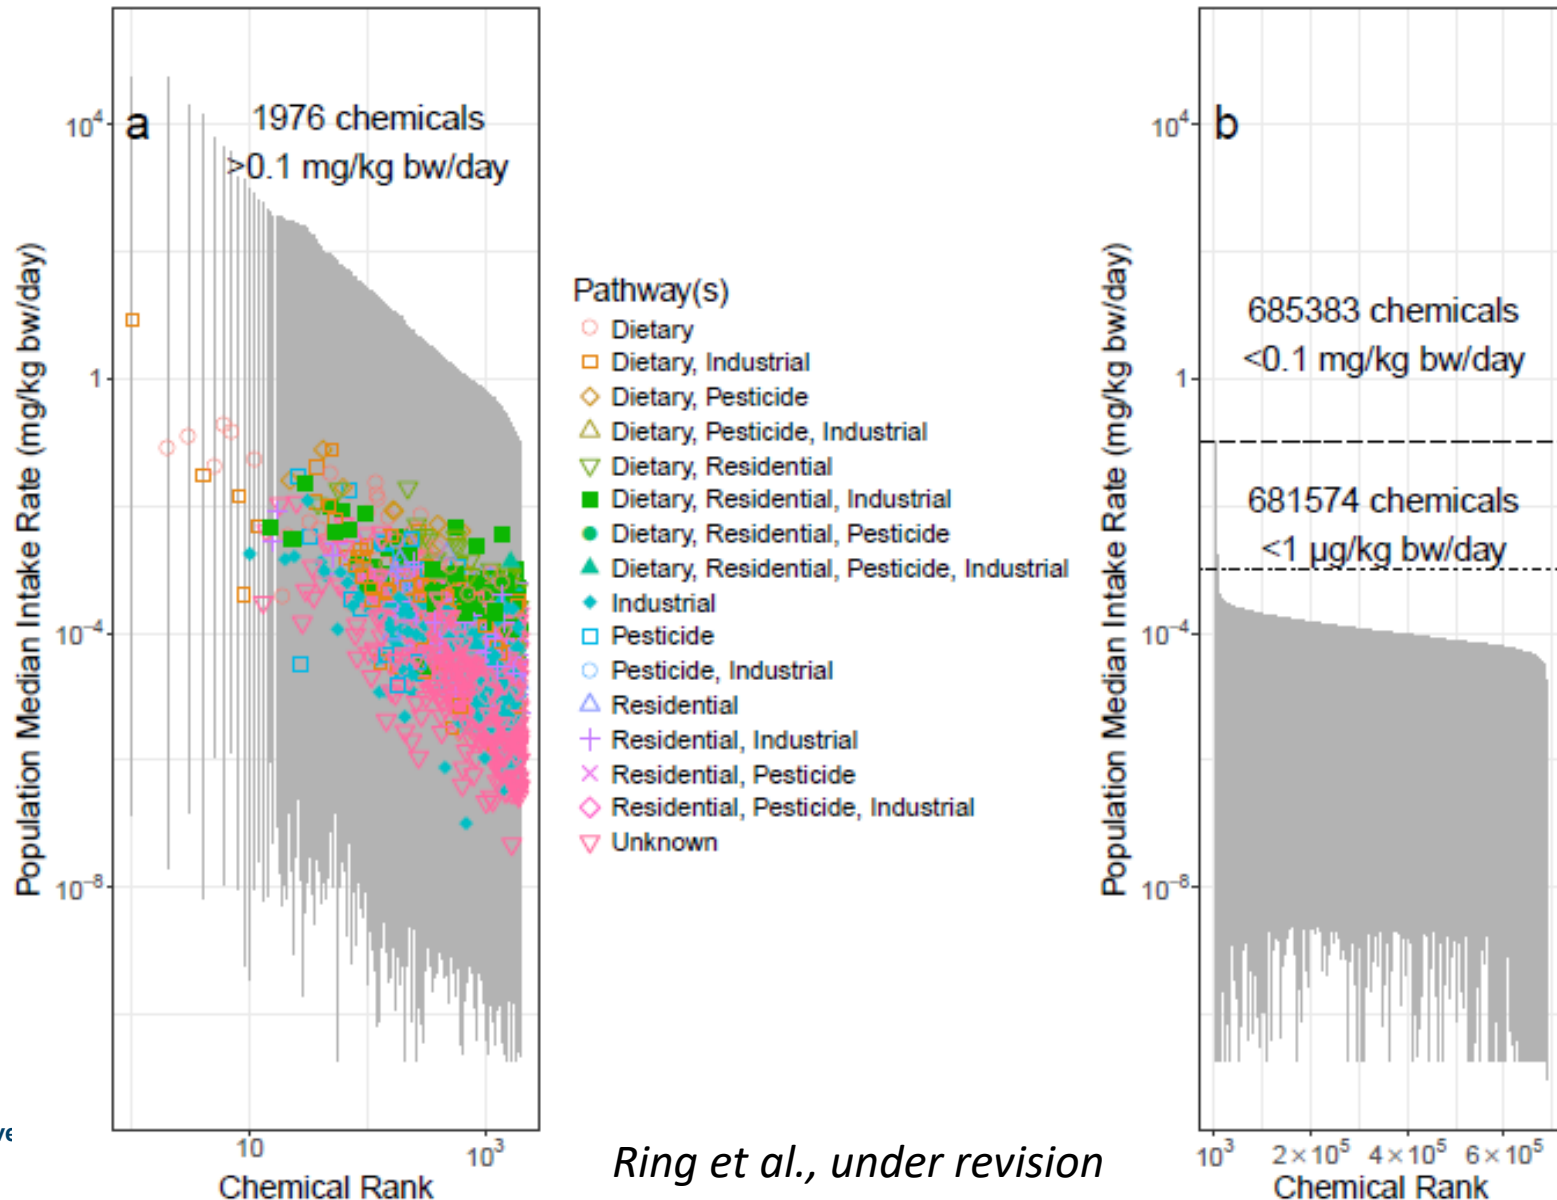 a
1976 chemicals
>0.1 mg/kg bw/day
10⁴
1
10⁻⁴
10⁻⁸
Population Median Intake Rate (mg/kg bw/day)
10
10³
Chemical Rank
Pathway(s)
Dietary
Dietary, Industrial
Dietary, Pesticide
Dietary, Pesticide, Industrial
Dietary, Residential
Dietary, Residential, Industrial
Dietary, Residential, Pesticide
Dietary, Residential, Pesticide, Industrial
Industrial
Pesticide
Pesticide, Industrial
Residential
Residential, Industrial
Residential, Pesticide
Residential, Pesticide, Industrial
Unknown
Ring et al., under revision
b
685383 chemicals
<0.1 mg/kg bw/day
681574 chemicals
<1 µg/kg bw/day
10⁴
1
10⁻⁴
10⁻⁸
Population Median Intake Rate (mg/kg bw/day)
10³
2×10⁵
4×10⁵
6×10⁵
Chemical Rank